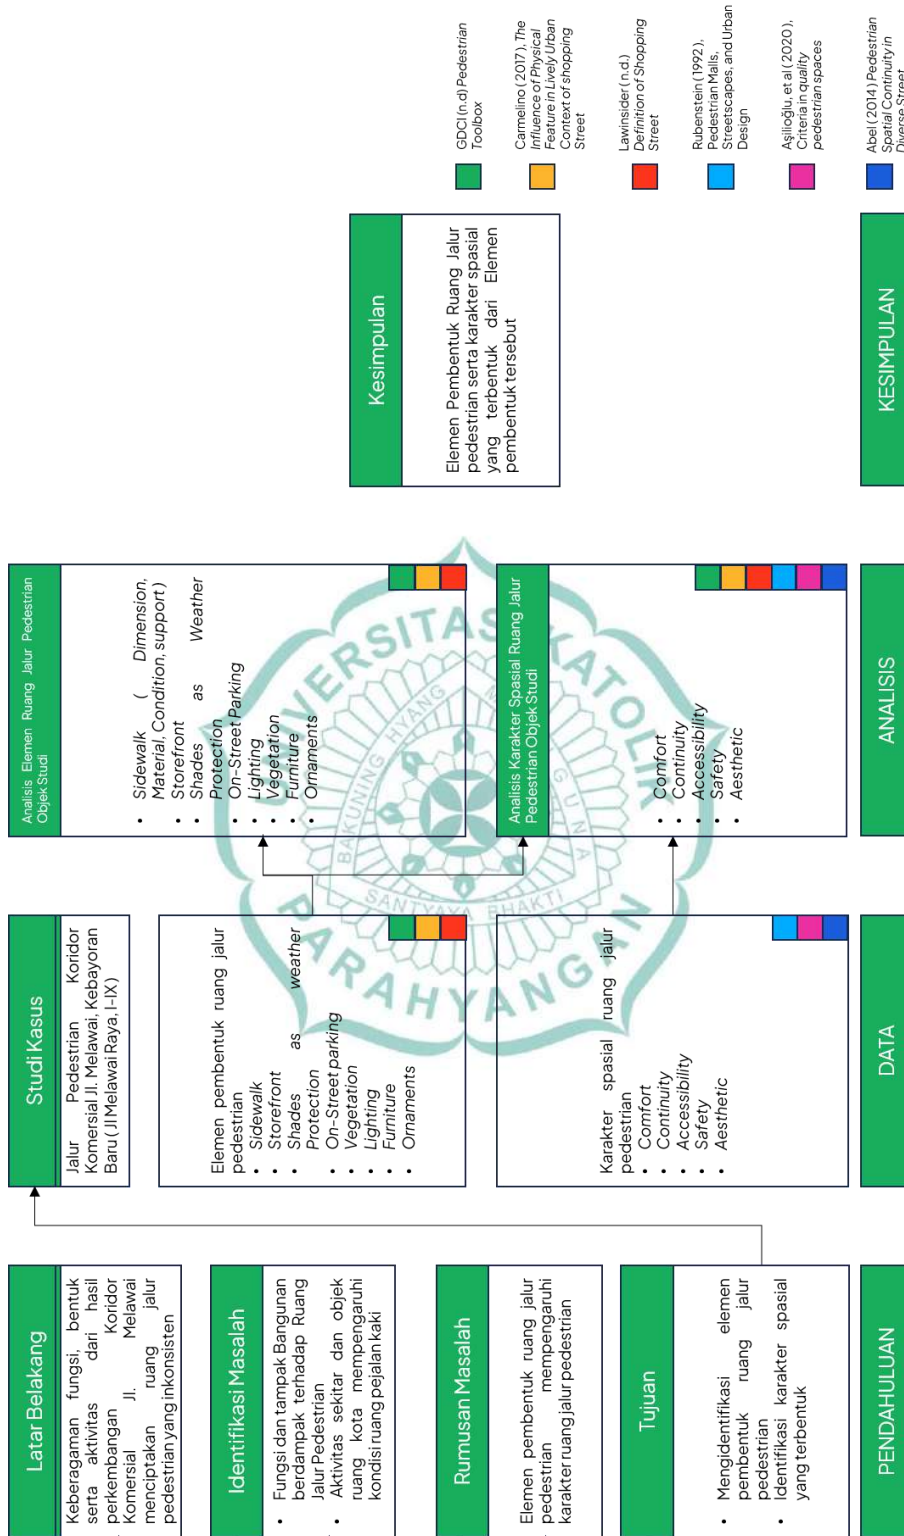 Latar Belakang
Keberagaman fungsi, bentuk
serta aktivitas dari hasil
perkembangan Koridor
Komersial Jl. Melawai
menciptakan ruang jalur
pedestrian yang inkonsisten
Identifikasi Masalah
• Fungsi dan tampak Bangunan
berdampak terhadap Ruang
Jalur Pedestrian
• Aktivitas sekitar dan objek
ruang kota mempengaruhi
kondisi ruang pejalan kaki
Rumusan Masalah
Elemen pembentuk ruang jalur
pedestrian mempengaruhi
karakter ruang jalur pedestrian
Tujuan
• Mengidentifikasi elemen
pembentuk ruang jalur
pedestrian
• Identifikasi karakter spasial
yang terbentuk
PENDAHULUAN
Studi Kasus
Jalur Pedestrian Koridor
Komersial Jl. Melawai, Kebayoran
Baru ( Jl Melawai Raya, I-IX )
Elemen pembentuk ruang jalur
pedestrian
• Sidewalk
• Storefront
• Shades as weather
Protection
• On-Street parking
• Vegetation
• Lighting
• Furniture
• Ornaments
Karakter spasial ruang jalur
pedestrian
• Comfort
• Continuity
• Accessibility
• Safety
• Aesthetic
DATA
Analisis Elemen Ruang Jalur Pedestrian
Objek Studi
• Sidewalk ( Dimension,
Material, Condition, support )
• Storefront
• Shades as Weather
Protection
• On-Street Parking
• Lighting
• Vegetation
• Furniture
• Ornaments
Analisis Karakter Spasial Ruang Jalur
Pedestrian Objek Studi
• Comfort
• Continuity
• Accessibility
• Safety
• Aesthetic
ANALISIS
Kesimpulan
Elemen Pembentuk Ruang Jalur
pedestrian serta karakter spasial
yang terbentuk dari Elemen
pembentuk tersebut
KESIMPULAN
GDCI (n.d) Pedestrian
Toolbox
Carmelino ( 2017 ), The
Influence of Physical
Feature in Lively Urban
Context of shopping
Street
Lawinsider ( n.d.)
Definition of Shopping
Street
Rubenstein ( 1992 ),
Pedestrian Malls,
Streetscapes, and Urban
Design
Aşilioğlu, et al ( 2020 ),
Criteria in quality
pedestrian spaces
Abel ( 2014 ) Pedestrian
Spatial Continuity in
Diverse Street
UNIVERSITAS KATOLIK
PARAHYANGAN
BAKUNING HYANG
SANTYAYA BHAKTI